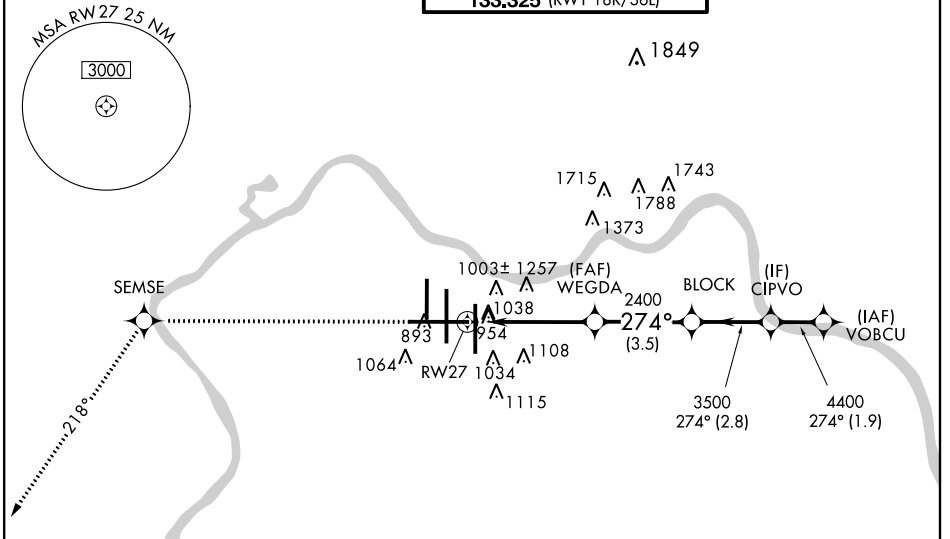 133.325 (RWY 18R/36L)
MSA RW27 25 NM
3000
1849
1715
1788
1743
1373
1003± 1257
(FAF)
WEGDA
2400
BLOCK
(IF)
CIPVO
SEMSE
1038
893
954
274°
(3.5)
(IAF)
VOBCU
1064
RW27
1034
1108
1115
3500
274° (2.8)
4400
274° (1.9)
218°